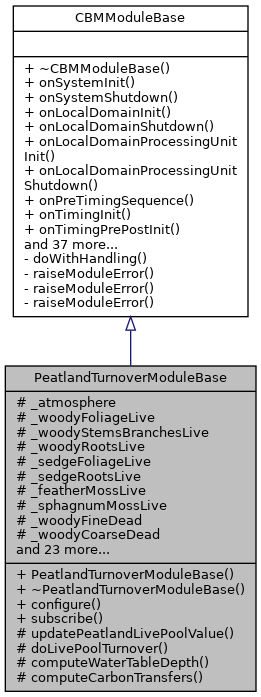 CBMModuleBase
+ ~CBMModuleBase()
+ onSystemInit()
+ onSystemShutdown()
+ onLocalDomainInit()
+ onLocalDomainShutdown()
+ onLocalDomainProcessingUnit
Init()
+ onLocalDomainProcessingUnit
Shutdown()
+ onPreTimingSequence()
+ onTimingInit()
+ onTimingPrePostInit()
and 37 more...
- doWithHandling()
- raiseModuleError()
- raiseModuleError()
- raiseModuleError()
PeatlandTurnoverModuleBase
# _atmosphere
# _woodyFoliageLive
# _woodyStemsBranchesLive
# _woodyRootsLive
# _sedgeFoliageLive
# _sedgeRootsLive
# _featherMossLive
# _sphagnumMossLive
# _woodyFineDead
# _woodyCoarseDead
and 23 more...
+ PeatlandTurnoverModuleBase()
+ ~PeatlandTurnoverModuleBase()
+ configure()
+ subscribe()
# updatePeatlandLivePoolValue()
# doLivePoolTurnover()
# computeWaterTableDepth()
# computeCarbonTransfers()